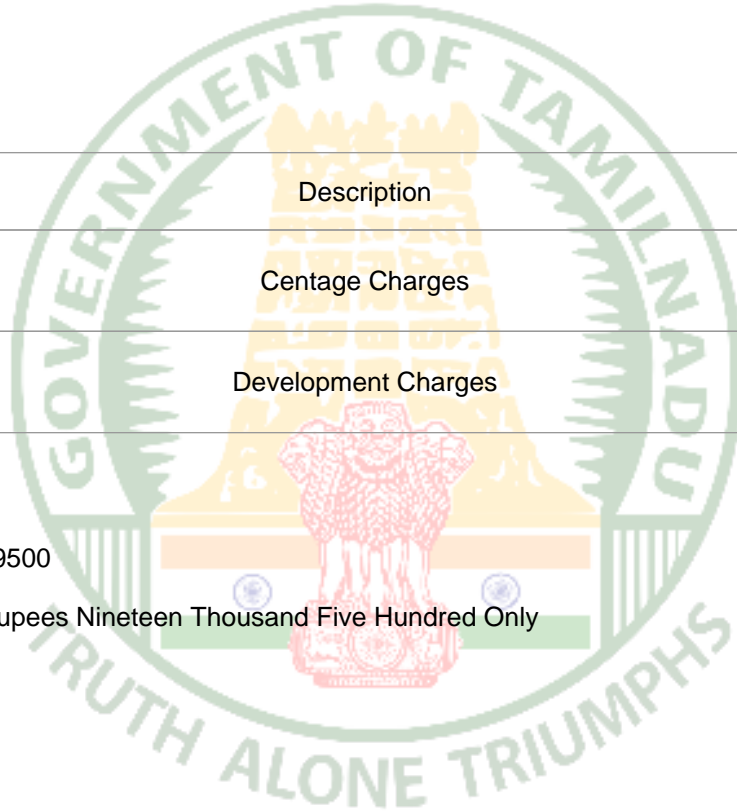 GOVERNMENT OF TAMILNADU
Description
Centage Charges
Development Charges
9500
upees Nineteen Thousand Five Hundred Only
TRUTH ALONE TRIUMPHS